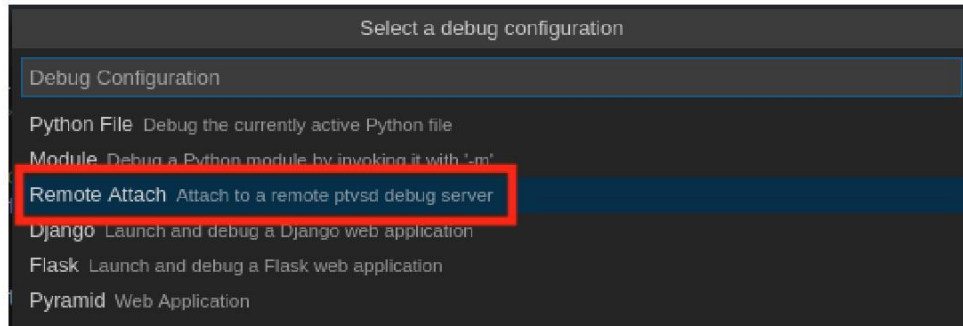 Select a debug configuration
Debug Configuration
Python File Debug the currently active Python file
Module Debug a Python module by invoking it with '-m'
Remote Attach Attach to a remote ptvsd debug server
Django Launch and debug a Django web application
Flask Launch and debug a Flask web application
Pyramid Web Application